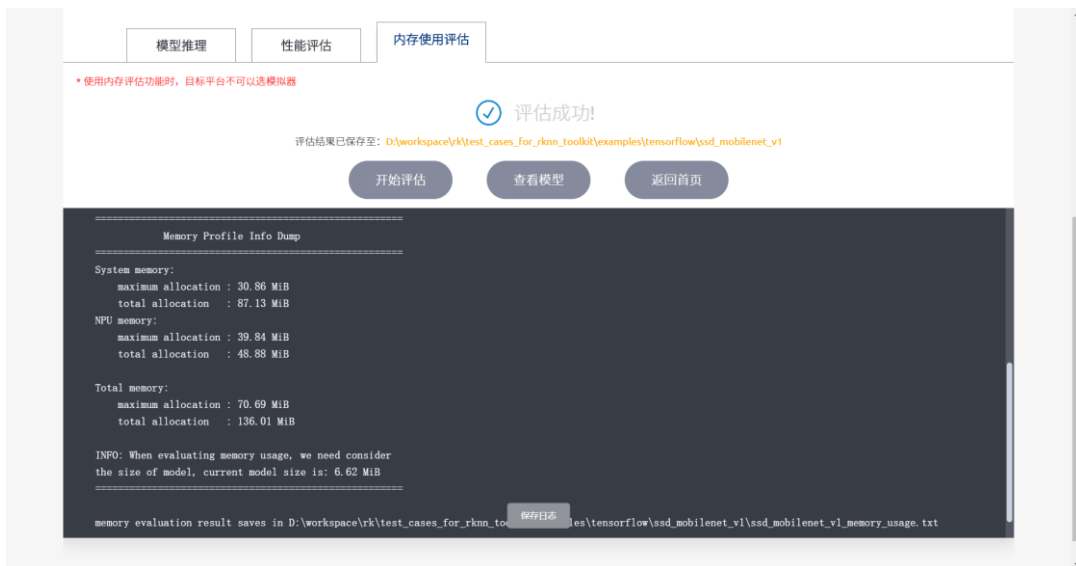 模型推理
性能评估
内存使用评估
* 使用内存评估功能时，目标平台不可以选模拟器
评估成功!
评估结果已保存至：D:\workspace\rk\test_cases_for_rknn_toolkit\examples\tensorflow\ssd_mobilenet_v1
开始评估
查看模型
返回首页
======================================================
Memory Profile Info Dump
======================================================
System memory:
maximum allocation : 30.86 MiB
total allocation : 87.13 MiB
NPU memory:
maximum allocation : 39.84 MiB
total allocation : 48.88 MiB
Total memory:
maximum allocation : 70.69 MiB
total allocation : 136.01 MiB
INFO: When evaluating memory usage, we need consider
the size of model, current model size is: 6.62 MiB
======================================================
memory evaluation result saves in D:\workspace\rk\test_cases_for_rknn_to les\tensorflow\ssd_mobilenet_v1\ssd_mobilenet_v1_memory_usage.txt
保存日志